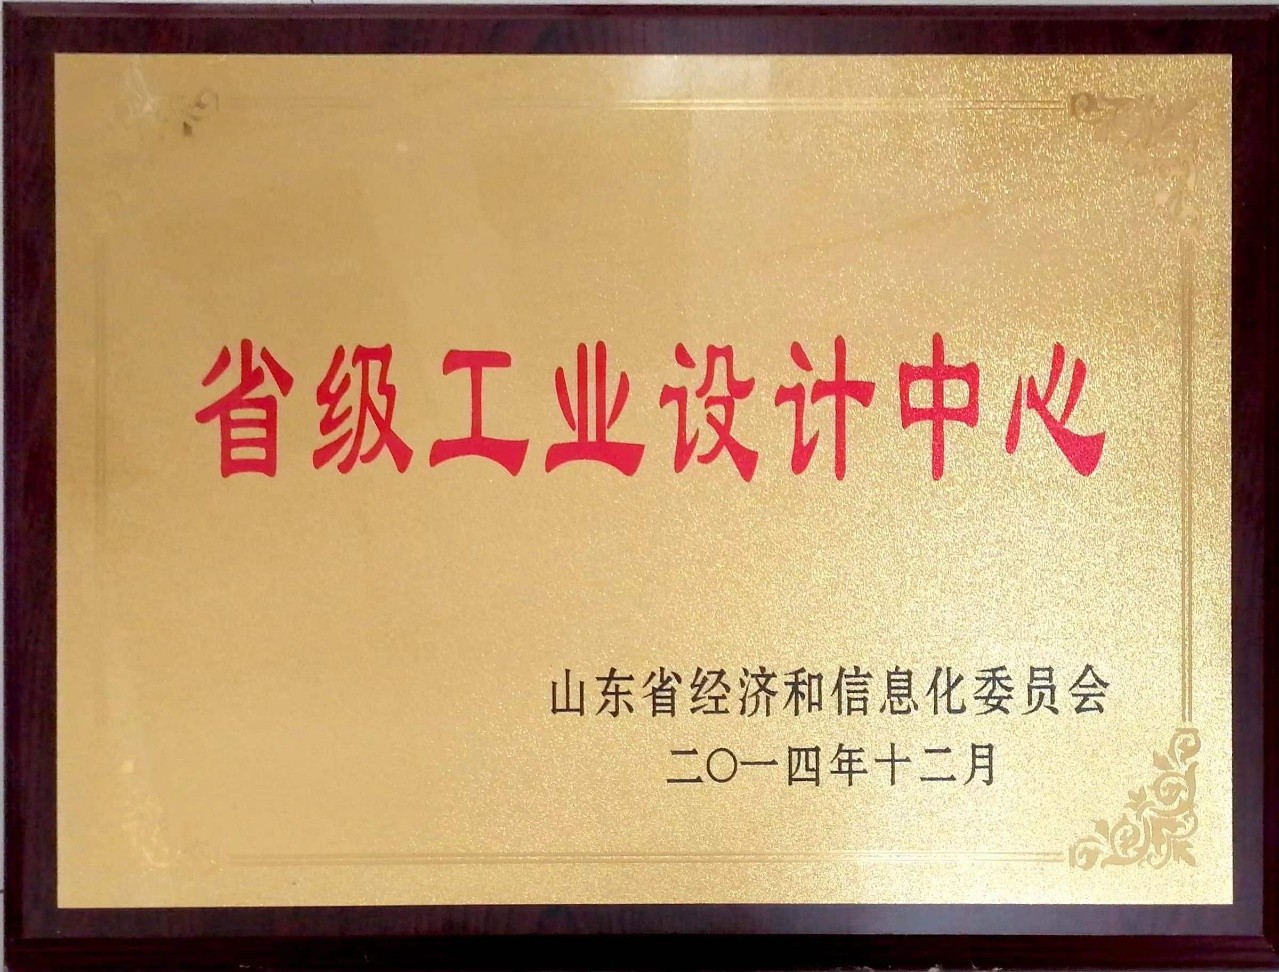 省级工业设计中心
山东省经济和信息化委员会
二〇一四年十二月